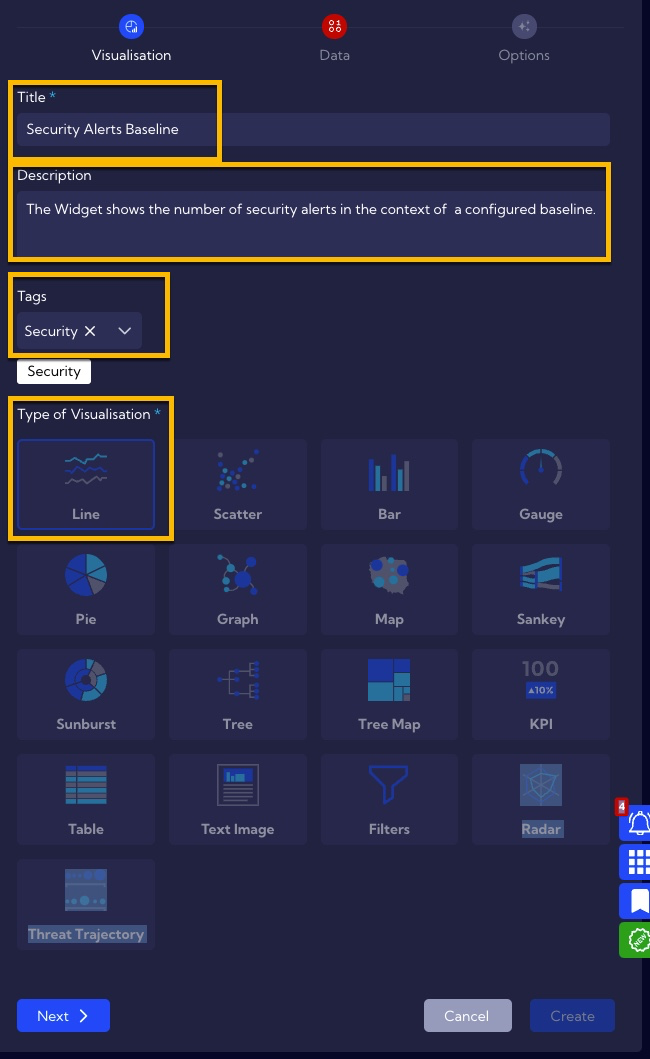 Visualisation Data Options
Title *
Security Alerts Baseline
Description
The Widget shows the number of security alerts in the context of  a configured baseline.
Tags
Security
Security
Type of Visualisation *
Line Scatter Bar Gauge
Pie Graph Map Sankey
100
▲10%
Sunburst Tree Tree Map KPI
Table Text Image Filters Radar
4
Threat Trajectory
NEW
Next Cancel Create